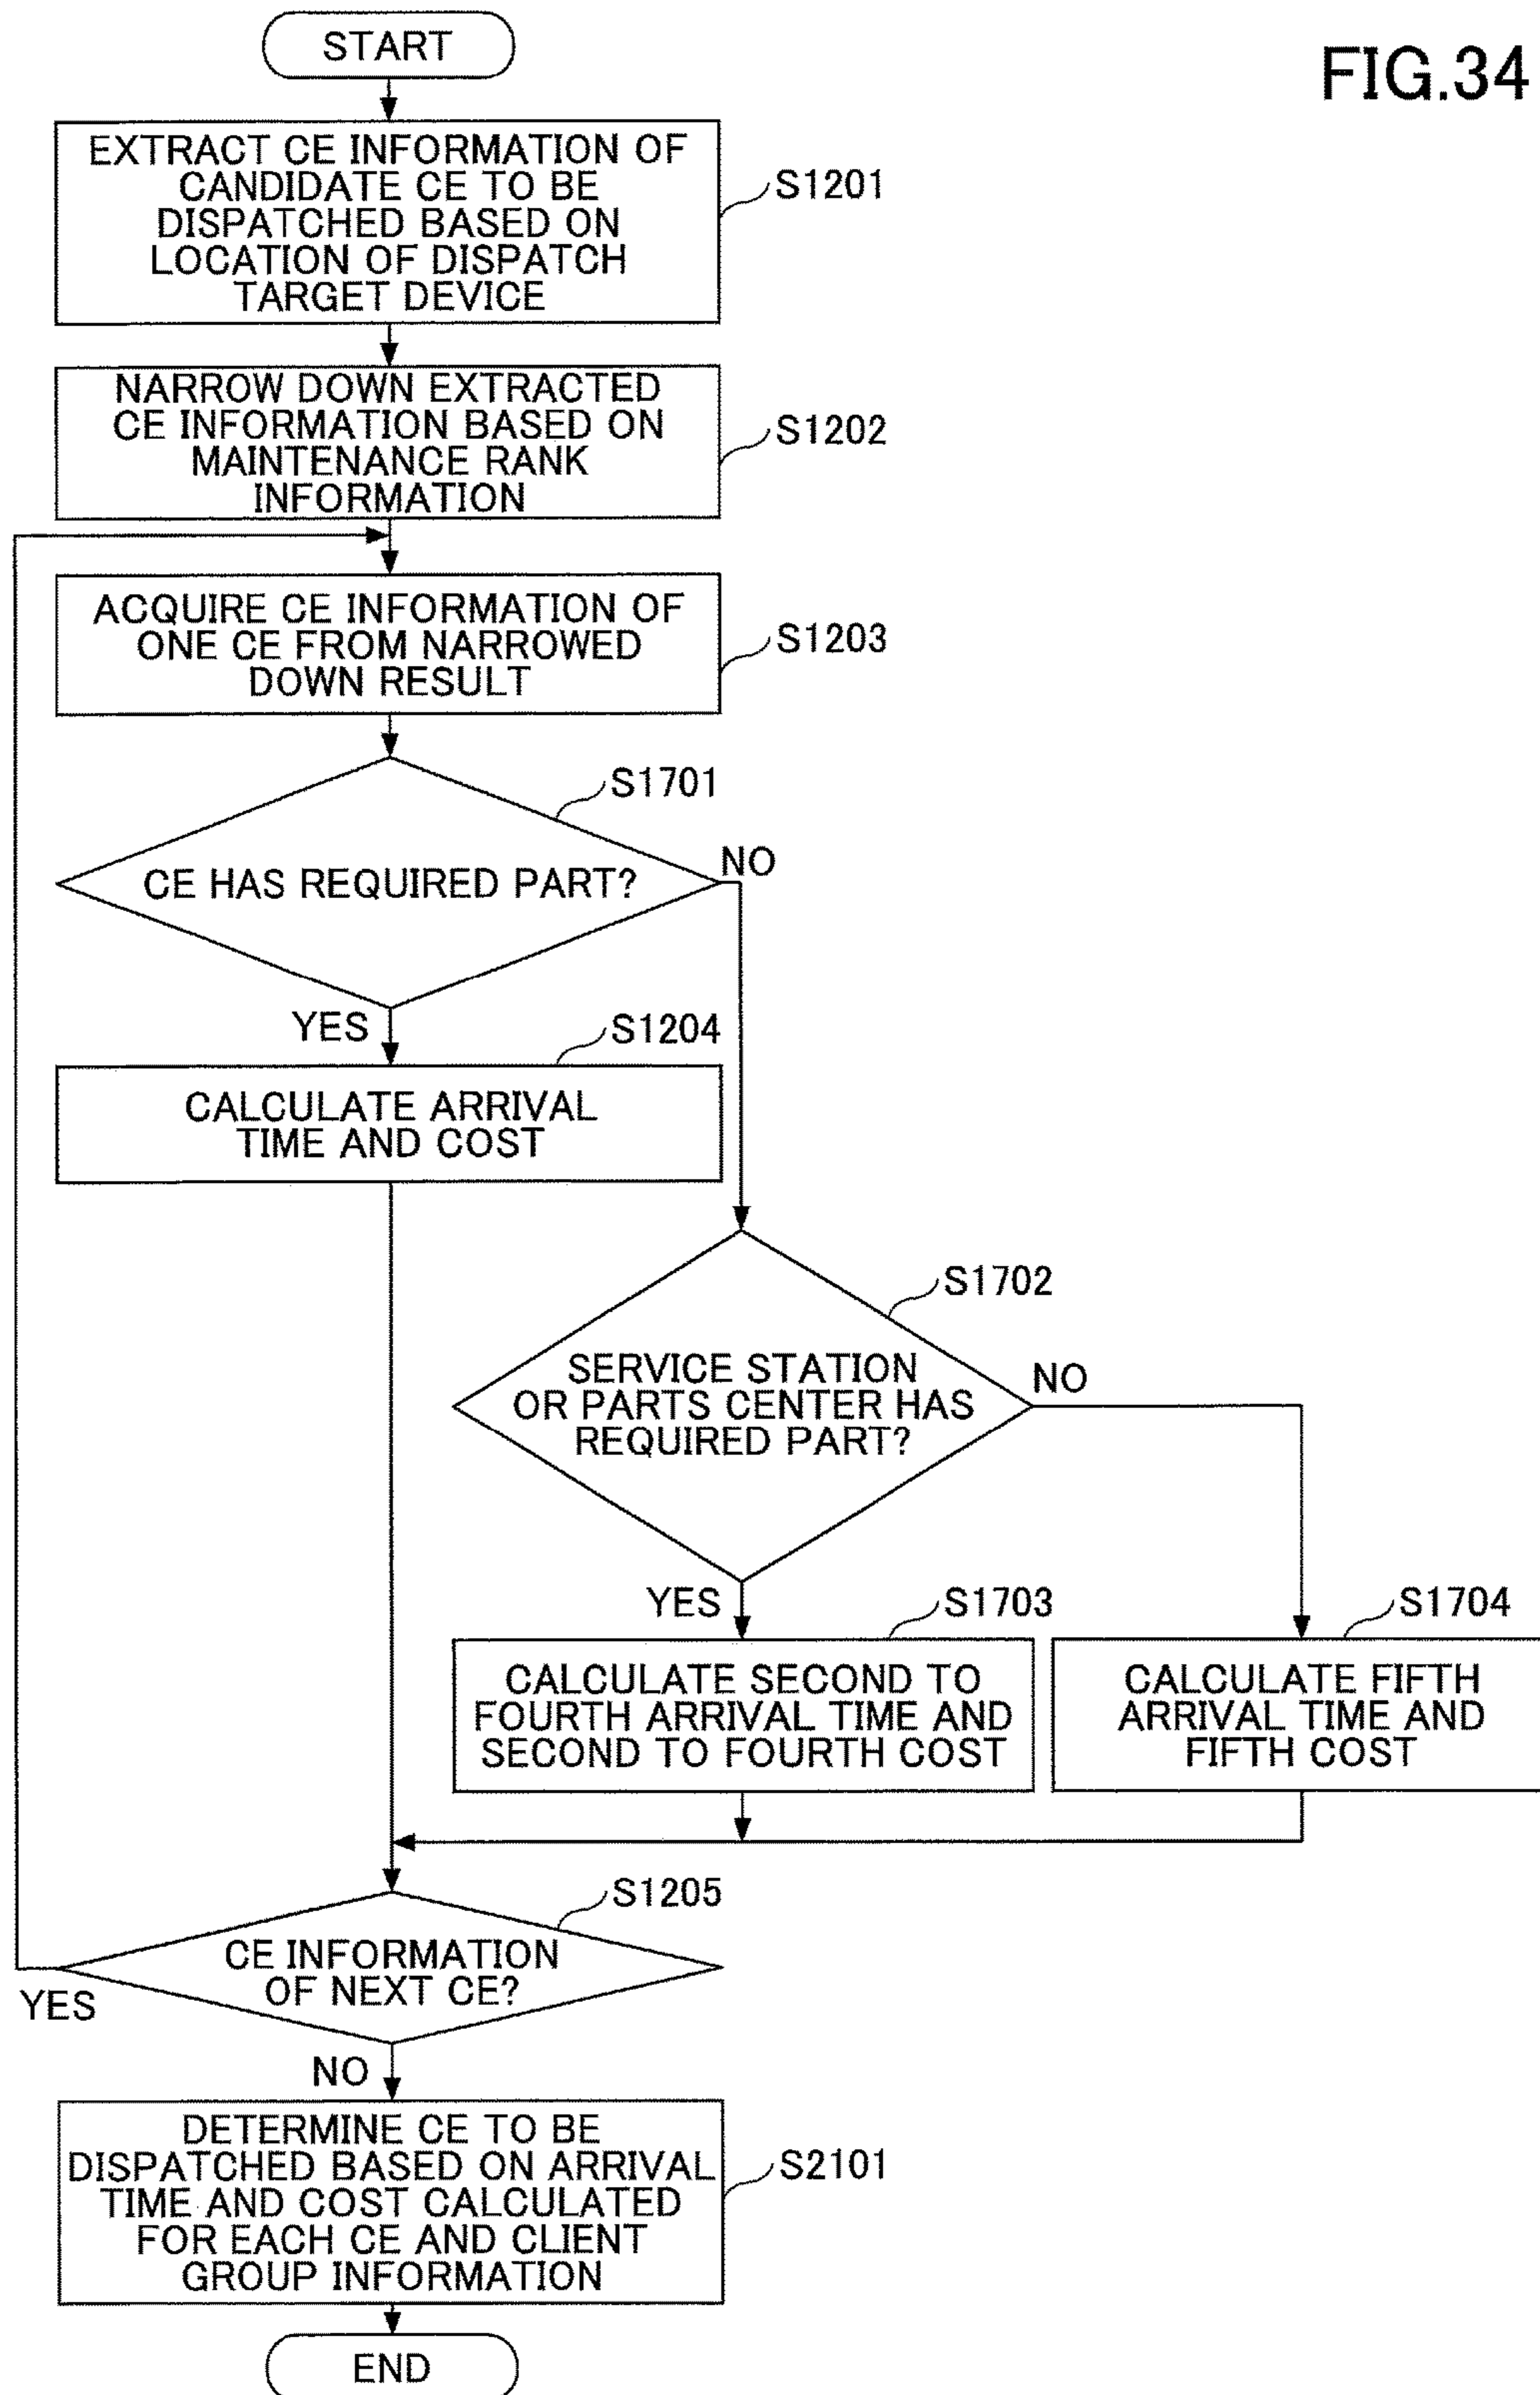 START
FIG.34
EXTRACT CE INFORMATION OF
CANDIDATE CE TO BE
DISPATCHED BASED ON
LOCATION OF DISPATCH
TARGET DEVICE
S1201
NARROW DOWN EXTRACTED
CE INFORMATION BASED ON
MAINTENANCE RANK
INFORMATION
S1202
ACQUIRE CE INFORMATION OF
ONE CE FROM NARROWED
DOWN RESULT
S1203
S1701
CE HAS REQUIRED PART?
NO
YES
S1204
CALCULATE ARRIVAL
TIME AND COST
S1702
SERVICE STATION
OR PARTS CENTER HAS
REQUIRED PART?
NO
YES
S1703
CALCULATE SECOND TO
FOURTH ARRIVAL TIME AND
SECOND TO FOURTH COST
S1704
CALCULATE FIFTH
ARRIVAL TIME AND
FIFTH COST
S1205
CE INFORMATION
OF NEXT CE?
YES
NO
DETERMINE CE TO BE
DISPATCHED BASED ON ARRIVAL
TIME AND COST CALCULATED
FOR EACH CE AND CLIENT
GROUP INFORMATION
S2101
END